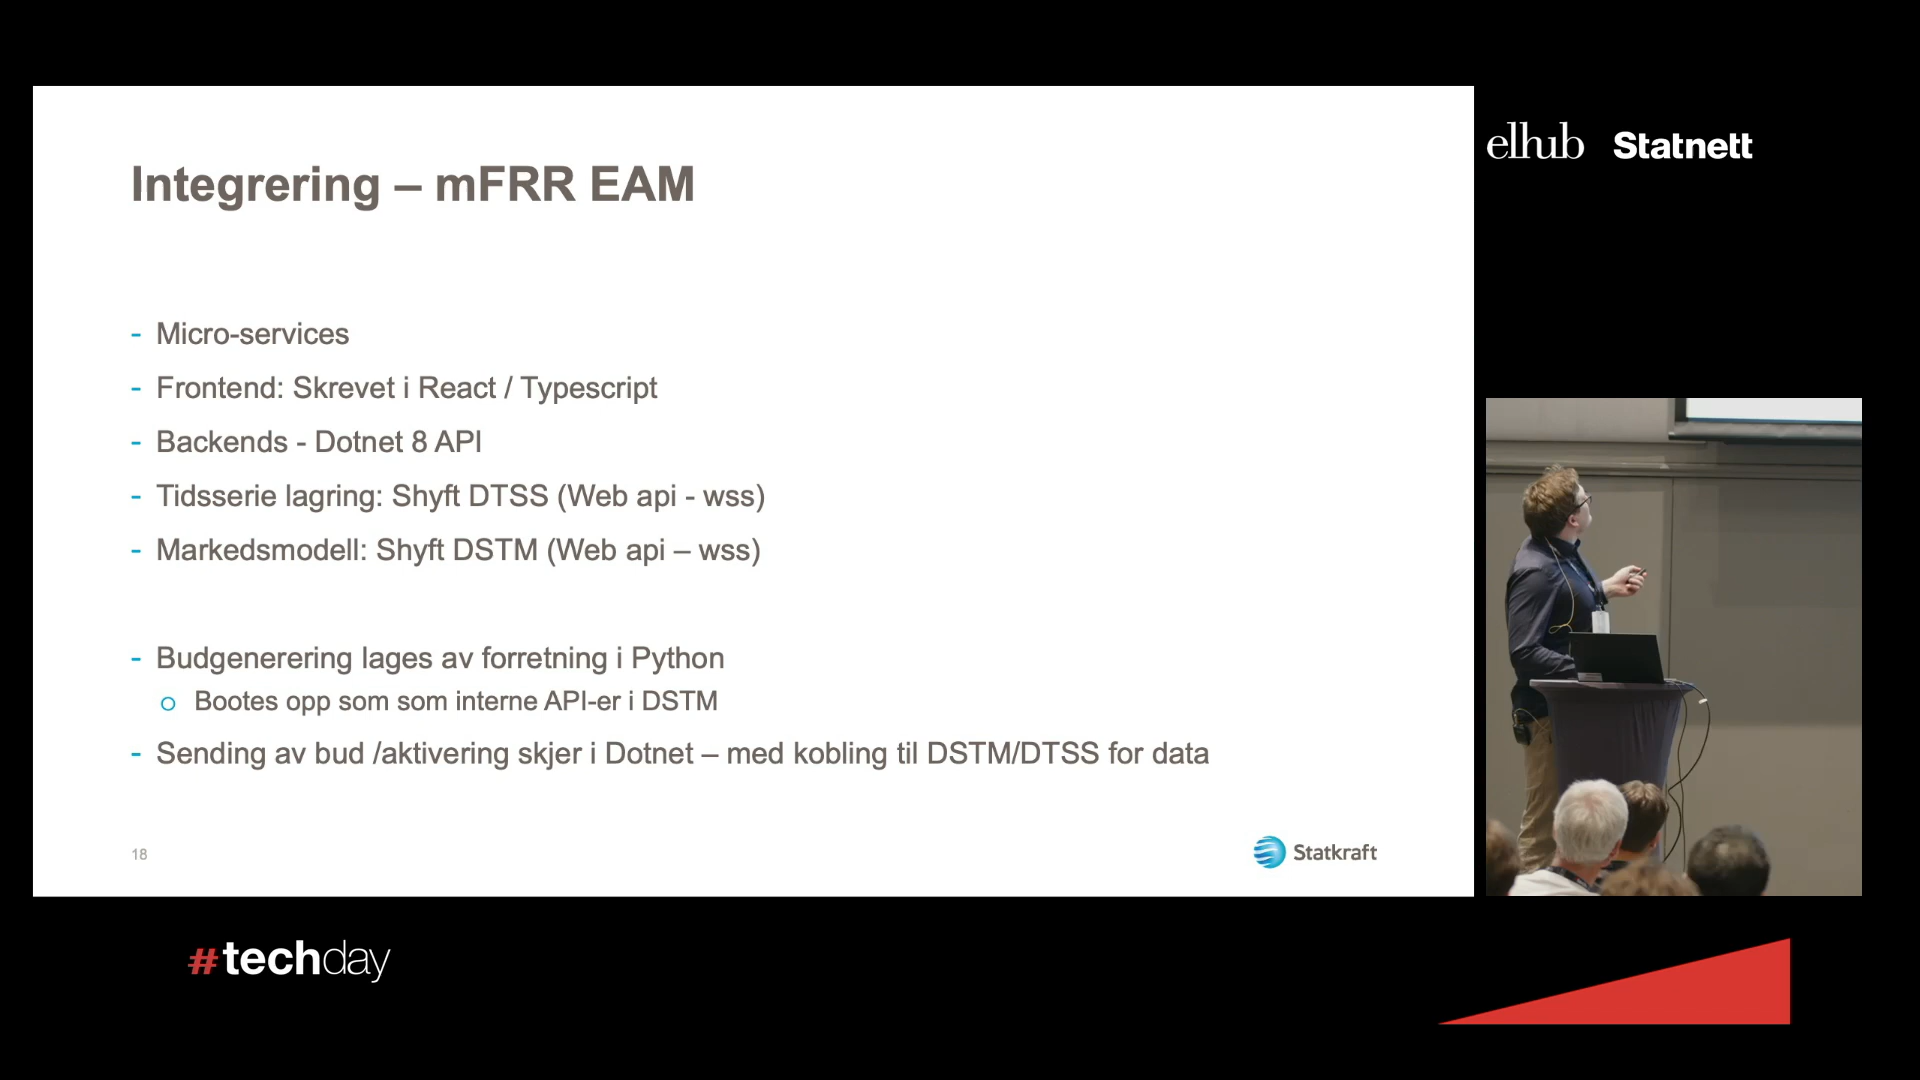 Integrering – mFRR EAM
- Micro-services
- Frontend: Skrevet i React / Typescript
- Backends - Dotnet 8 API
- Tidsserie lagring: Shyft DTSS (Web api - wss)
- Markedsmodell: Shyft DSTM (Web api – wss)
- Budgenerering lages av forretning i Python
o Bootes opp som som interne API-er i DSTM
- Sending av bud /aktivering skjer i Dotnet – med kobling til DSTM/DTSS for data
18
Statkraft
elhub Statnett
#techday